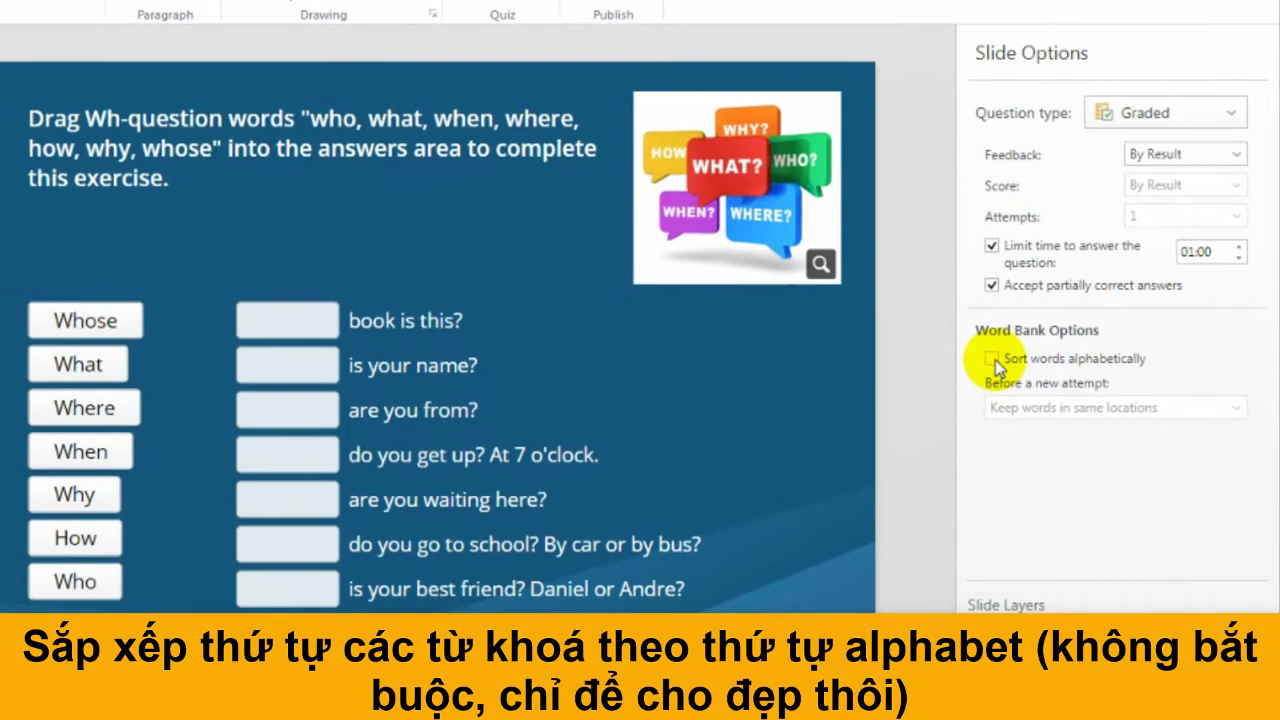 Paragraph
Drawing
Quiz
Publish
Drag Wh-question words "who, what, when, where,
how, why, whose" into the answers area to complete
this exercise.
WHY?
HOW
WHAT?
WHO?
WHEN?
WHERE?
Whose
book is this?
What
is your name?
Where
are you from?
When
do you get up? At 7 o'clock.
Why
are you waiting here?
How
do you go to school? By car or by bus?
Who
is your best friend? Daniel or Andre?
Slide Options
Question type: Graded
Feedback: By Result
Score: By Result
Attempts: 1
Limit time to answer the
question:
01:00
Accept partially correct answers
Word Bank Options
Sort words alphabetically
Before a new attempt:
Keep words in same locations
Slide Layers
Sắp xếp thứ tự các từ khoá theo thứ tự alphabet (không bắt
buộc, chỉ để cho đẹp thôi)